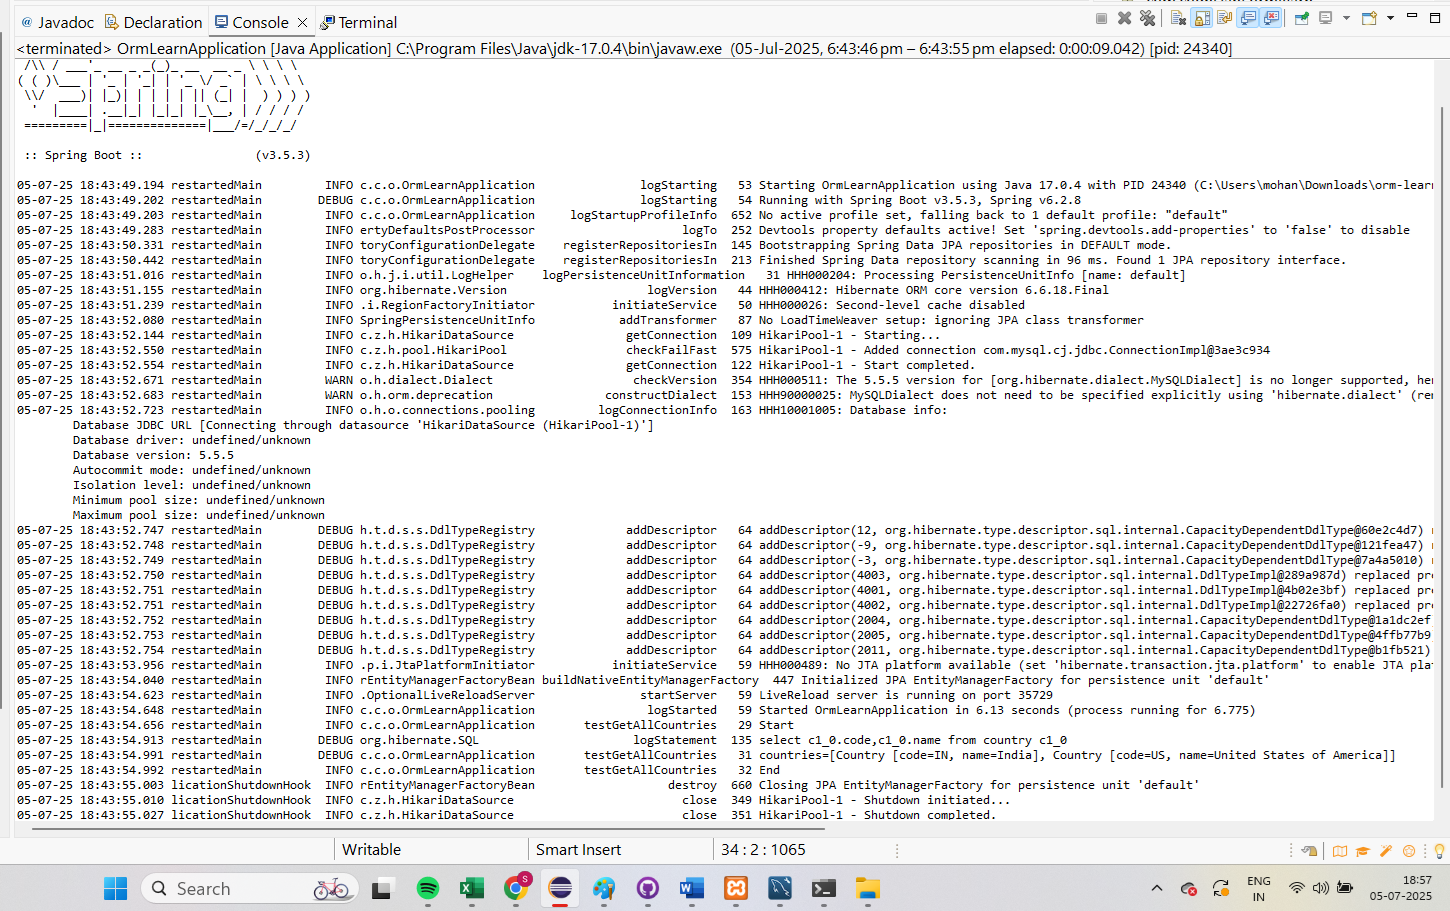 @ Javadoc Declaration Console Terminal
<terminated> OrmLearnApplication [Java Application] C:\Program Files\Java\jdk-17.0.4\bin\javaw.exe (05-Jul-2025, 6:43:46 pm – 6:43:55 pm elapsed: 0:00:09.042) [pid: 24340]
 /\\ / ___'_ __ _ _(_)_ __  __ _ \ \ \ \
( ( )\___ | '_ | '_| | '_ \/ _` | \ \ \ \
 \\/  ___)| |_)| | | | | || (_| |  ) ) ) )
  '  |____| .__|_| |_|_| |_\__, | / / / /
 =========|_|==============|___/=/_/_/_/
:: Spring Boot :: (v3.5.3)
05-07-25 18:43:49.194 restartedMain INFO c.c.o.OrmLearnApplication logStarting 53 Starting OrmLearnApplication using Java 17.0.4 with PID 24340 (C:\Users\mohan\Downloads\orm-lear
05-07-25 18:43:49.202 restartedMain DEBUG c.c.o.OrmLearnApplication logStarting 54 Running with Spring Boot v3.5.3, Spring v6.2.8
05-07-25 18:43:49.203 restartedMain INFO c.c.o.OrmLearnApplication logStartupProfileInfo 652 No active profile set, falling back to 1 default profile: "default"
05-07-25 18:43:49.283 restartedMain INFO ertyDefaultsPostProcessor logTo 252 Devtools property defaults active! Set 'spring.devtools.add-properties' to 'false' to disable
05-07-25 18:43:50.331 restartedMain INFO toryConfigurationDelegate registerRepositoriesIn 145 Bootstrapping Spring Data JPA repositories in DEFAULT mode.
05-07-25 18:43:50.442 restartedMain INFO toryConfigurationDelegate registerRepositoriesIn 213 Finished Spring Data repository scanning in 96 ms. Found 1 JPA repository interface.
05-07-25 18:43:51.016 restartedMain INFO o.h.j.i.util.LogHelper logPersistenceUnitInformation 31 HHH000204: Processing PersistenceUnitInfo [name: default]
05-07-25 18:43:51.155 restartedMain INFO org.hibernate.Version logVersion 44 HHH000412: Hibernate ORM core version 6.6.18.Final
05-07-25 18:43:51.239 restartedMain INFO .i.RegionFactoryInitiator initiateService 50 HHH000026: Second-level cache disabled
05-07-25 18:43:52.080 restartedMain INFO SpringPersistenceUnitInfo addTransformer 87 No LoadTimeWeaver setup: ignoring JPA class transformer
05-07-25 18:43:52.144 restartedMain INFO c.z.h.HikariDataSource getConnection 109 HikariPool-1 - Starting...
05-07-25 18:43:52.550 restartedMain INFO c.z.h.pool.HikariPool checkFailFast 575 HikariPool-1 - Added connection com.mysql.cj.jdbc.ConnectionImpl@3ae3c934
05-07-25 18:43:52.554 restartedMain INFO c.z.h.HikariDataSource getConnection 122 HikariPool-1 - Start completed.
05-07-25 18:43:52.671 restartedMain WARN o.h.dialect.Dialect checkVersion 354 HHH000511: The 5.5.5 version for [org.hibernate.dialect.MySQLDialect] is no longer supported, her
05-07-25 18:43:52.683 restartedMain WARN o.h.orm.deprecation constructDialect 153 HHH90000025: MySQLDialect does not need to be specified explicitly using 'hibernate.dialect' (re
05-07-25 18:43:52.723 restartedMain INFO o.h.o.connections.pooling logConnectionInfo 163 HHH10001005: Database info:
Database JDBC URL [Connecting through datasource 'HikariDataSource (HikariPool-1)']
Database driver: undefined/unknown
Database version: 5.5.5
Autocommit mode: undefined/unknown
Isolation level: undefined/unknown
Minimum pool size: undefined/unknown
Maximum pool size: undefined/unknown
05-07-25 18:43:52.747 restartedMain DEBUG h.t.d.s.s.DdlTypeRegistry addDescriptor 64 addDescriptor(12, org.hibernate.type.descriptor.sql.internal.CapacityDependentDdlType@60e2c4d7)
05-07-25 18:43:52.748 restartedMain DEBUG h.t.d.s.s.DdlTypeRegistry addDescriptor 64 addDescriptor(-9, org.hibernate.type.descriptor.sql.internal.CapacityDependentDdlType@121fea47)
05-07-25 18:43:52.749 restartedMain DEBUG h.t.d.s.s.DdlTypeRegistry addDescriptor 64 addDescriptor(-3, org.hibernate.type.descriptor.sql.internal.CapacityDependentDdlType@7a4a5010)
05-07-25 18:43:52.750 restartedMain DEBUG h.t.d.s.s.DdlTypeRegistry addDescriptor 64 addDescriptor(4003, org.hibernate.type.descriptor.sql.internal.DdlTypeImpl@289a987d) replaced pr
05-07-25 18:43:52.751 restartedMain DEBUG h.t.d.s.s.DdlTypeRegistry addDescriptor 64 addDescriptor(4001, org.hibernate.type.descriptor.sql.internal.DdlTypeImpl@4b02e3bf) replaced pr
05-07-25 18:43:52.751 restartedMain DEBUG h.t.d.s.s.DdlTypeRegistry addDescriptor 64 addDescriptor(4002, org.hibernate.type.descriptor.sql.internal.DdlTypeImpl@22726fa0) replaced pr
05-07-25 18:43:52.752 restartedMain DEBUG h.t.d.s.s.DdlTypeRegistry addDescriptor 64 addDescriptor(2004, org.hibernate.type.descriptor.sql.internal.CapacityDependentDdlType@1a1dc2ef
05-07-25 18:43:52.753 restartedMain DEBUG h.t.d.s.s.DdlTypeRegistry addDescriptor 64 addDescriptor(2005, org.hibernate.type.descriptor.sql.internal.CapacityDependentDdlType@4ffb77b9
05-07-25 18:43:52.754 restartedMain DEBUG h.t.d.s.s.DdlTypeRegistry addDescriptor 64 addDescriptor(2011, org.hibernate.type.descriptor.sql.internal.CapacityDependentDdlType@b1fb521)
05-07-25 18:43:53.956 restartedMain INFO .p.i.JtaPlatformInitiator initiateService 59 HHH000489: No JTA platform available (set 'hibernate.transaction.jta.platform' to enable JTA pla
05-07-25 18:43:54.040 restartedMain INFO rEntityManagerFactoryBean buildNativeEntityManagerFactory 447 Initialized JPA EntityManagerFactory for persistence unit 'default'
05-07-25 18:43:54.623 restartedMain INFO .OptionalLiveReloadServer startServer 59 LiveReload server is running on port 35729
05-07-25 18:43:54.648 restartedMain INFO c.c.o.OrmLearnApplication logStarted 59 Started OrmLearnApplication in 6.13 seconds (process running for 6.775)
05-07-25 18:43:54.656 restartedMain INFO c.c.o.OrmLearnApplication testGetAllCountries 29 Start
05-07-25 18:43:54.913 restartedMain DEBUG org.hibernate.SQL logStatement 135 select c1_0.code,c1_0.name from country c1_0
05-07-25 18:43:54.991 restartedMain DEBUG c.c.o.OrmLearnApplication testGetAllCountries 31 countries=[Country [code=IN, name=India], Country [code=US, name=United States of America]]
05-07-25 18:43:54.992 restartedMain INFO c.c.o.OrmLearnApplication testGetAllCountries 32 End
05-07-25 18:43:55.003 licationShutdownHook INFO rEntityManagerFactoryBean destroy 660 Closing JPA EntityManagerFactory for persistence unit 'default'
05-07-25 18:43:55.010 licationShutdownHook INFO c.z.h.HikariDataSource close 349 HikariPool-1 - Shutdown initiated...
05-07-25 18:43:55.027 licationShutdownHook INFO c.z.h.HikariDataSource close 351 HikariPool-1 - Shutdown completed.
Writable Smart Insert 34 : 2 : 1065
Search S ENG 18:57
IN 05-07-2025